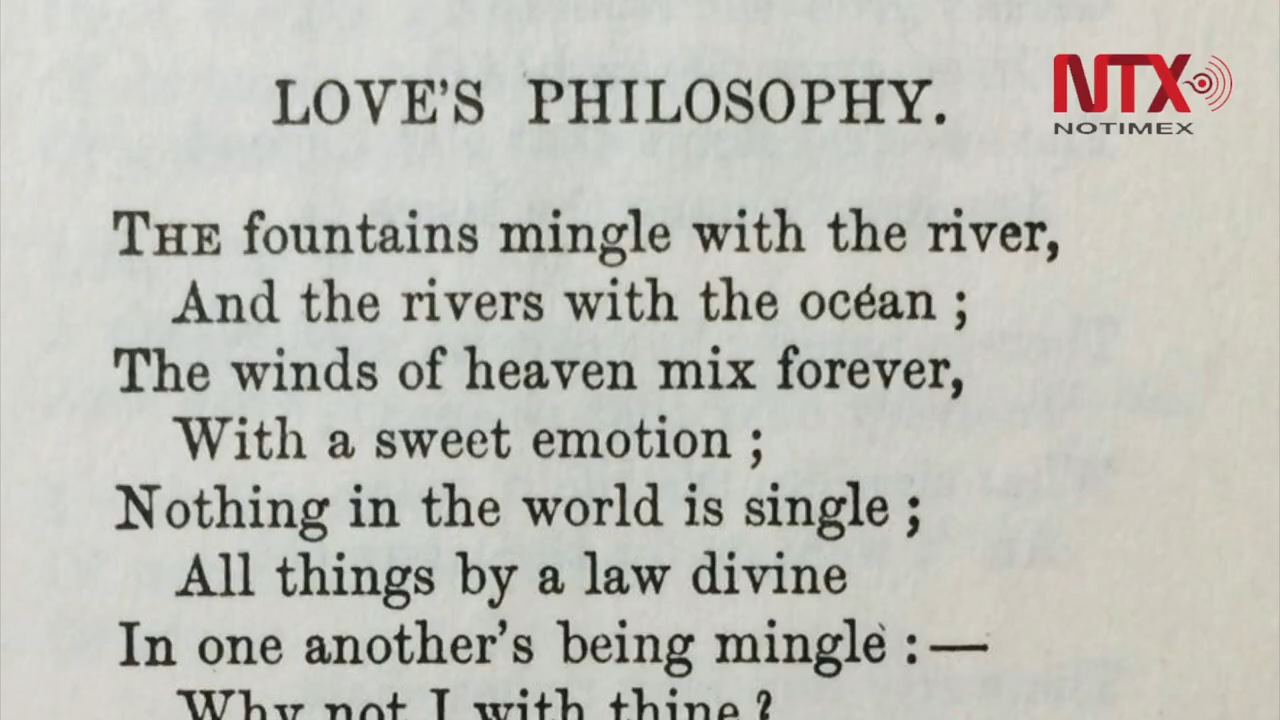 LOVE'S PHILOSOPHY.
NTX
NOTIMEX
THE fountains mingle with the river,
And the rivers with the ocean ;
The winds of heaven mix forever,
With a sweet emotion ;
Nothing in the world is single ;
All things by a law divine
In one another's being mingle :—
Why not I with thine ?